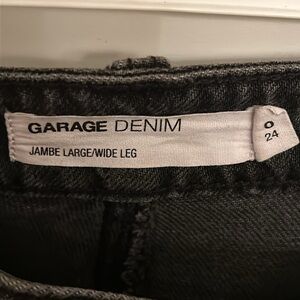 GARAGE DENIM
JAMBE LARGE/WIDE LEG
0
24